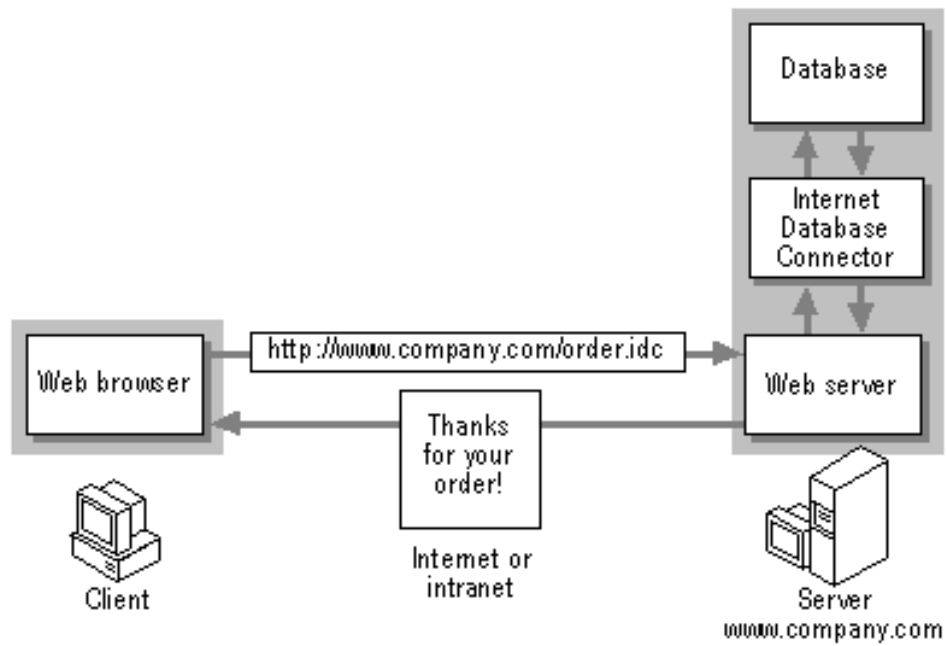 Database
Internet
Database
Connector
http://www.company.com/order.idc
Web browser
Web server
Thanks
for your
order!
Internet or
intranet
Client
Server
www.company.com